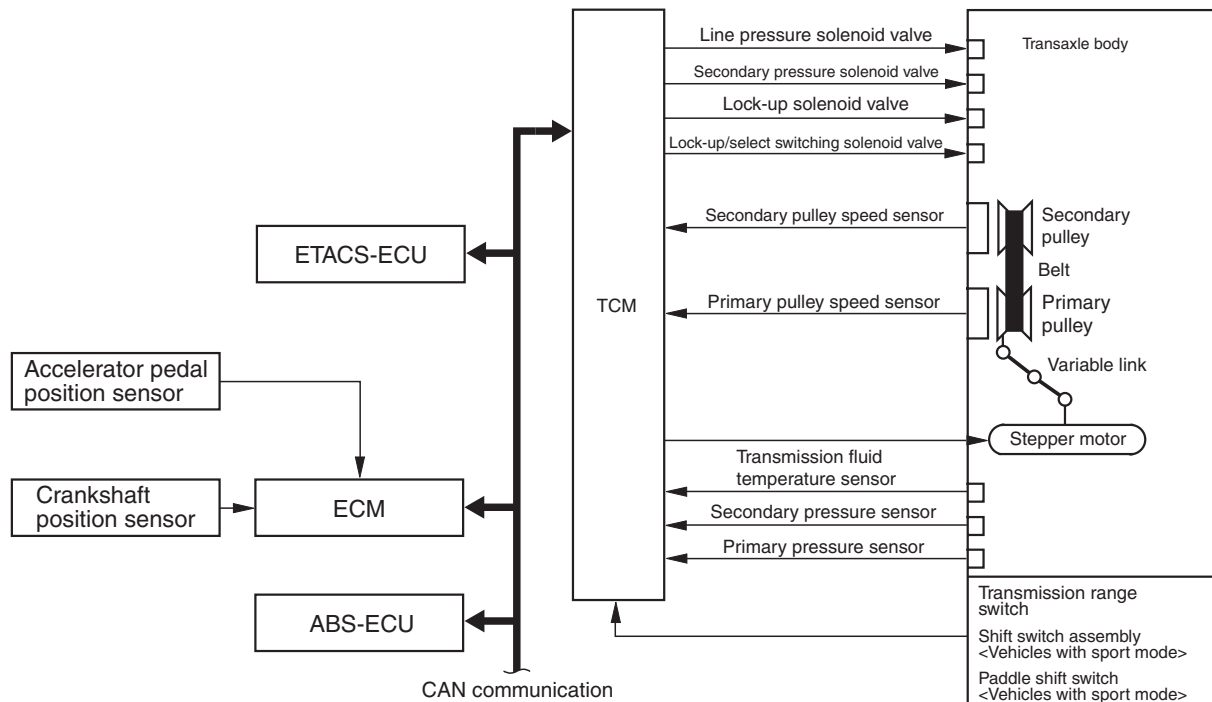 Line pressure solenoid valve
Transaxle body
Secondary pressure solenoid valve
Lock-up solenoid valve
Lock-up/select switching solenoid valve
Secondary pulley speed sensor
Secondary
pulley
ETACS-ECU
Belt
TCM
Primary pulley speed sensor
Primary
pulley
Accelerator pedal
position sensor
Variable link
Stepper motor
Transmission fluid
temperature sensor
Crankshaft
position sensor
ECM
Secondary pressure sensor
Primary pressure sensor
Transmission range
switch
ABS-ECU
Shift switch assembly
<Vehicles with sport mode>
Paddle shift switch
<Vehicles with sport mode>
CAN communication